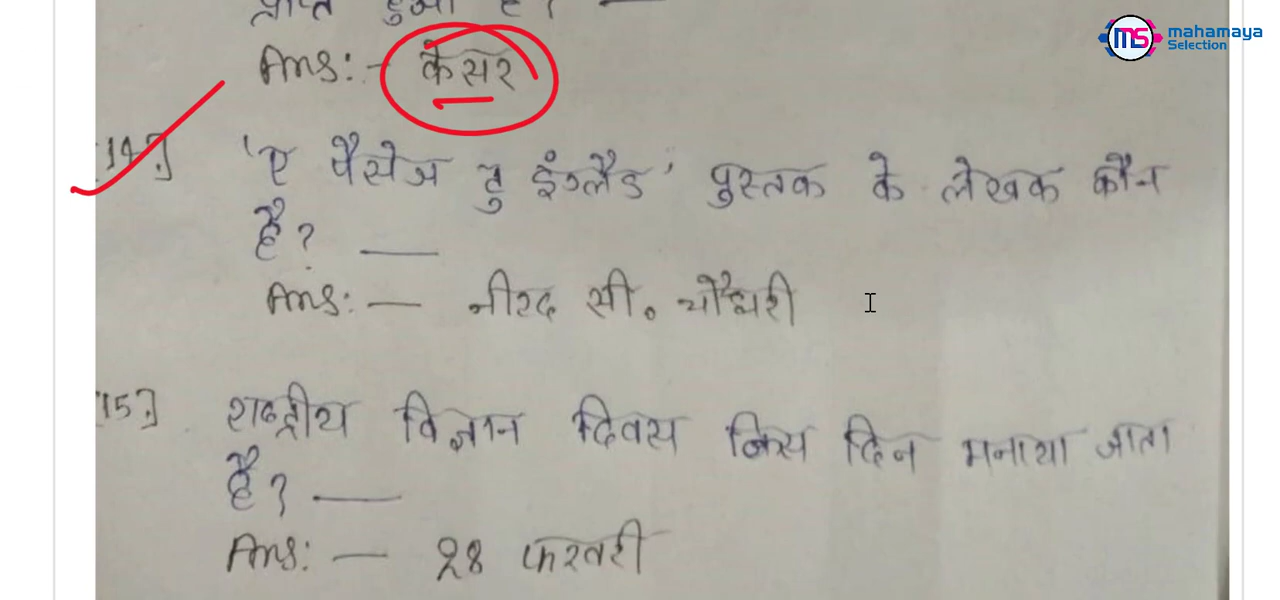 प्राप्त हुआ है? —
mahamaya
Selection
Ans:- केसर
14.] 'ए पैसेज टु इंग्लैंड' पुस्तक के लेखक कौन
है? —
Ans: — नीरद सी. चौधरी
15.] राष्ट्रीय विज्ञान दिवस किस दिन मनाया जाता
है? —
Ans: — 28 फरवरी